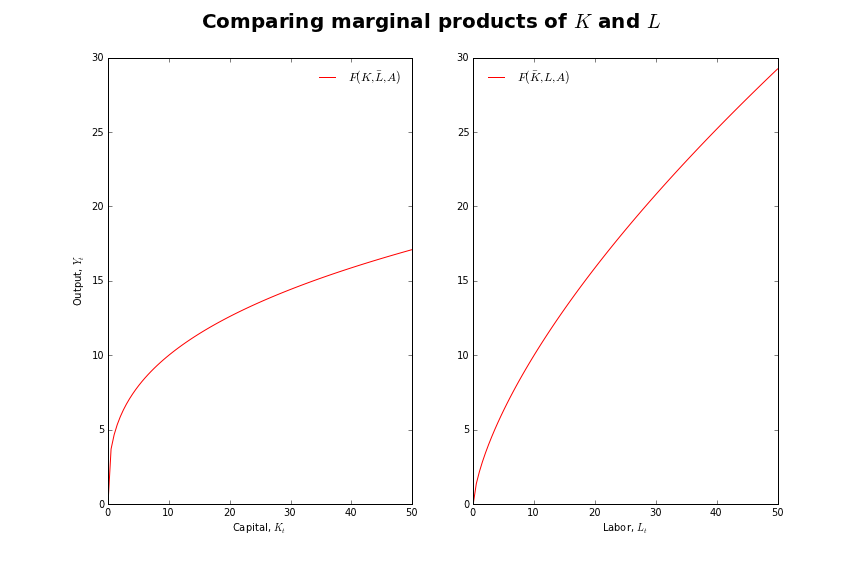 Comparing marginal products of K and L
30
25
20
15
10
5
0
Output, Y_t
F(K, L̄, A)
0 10 20 30 40 50
Capital, K_t
30
25
20
15
10
5
0
F(K̄, L, A)
0 10 20 30 40 50
Labor, L_t